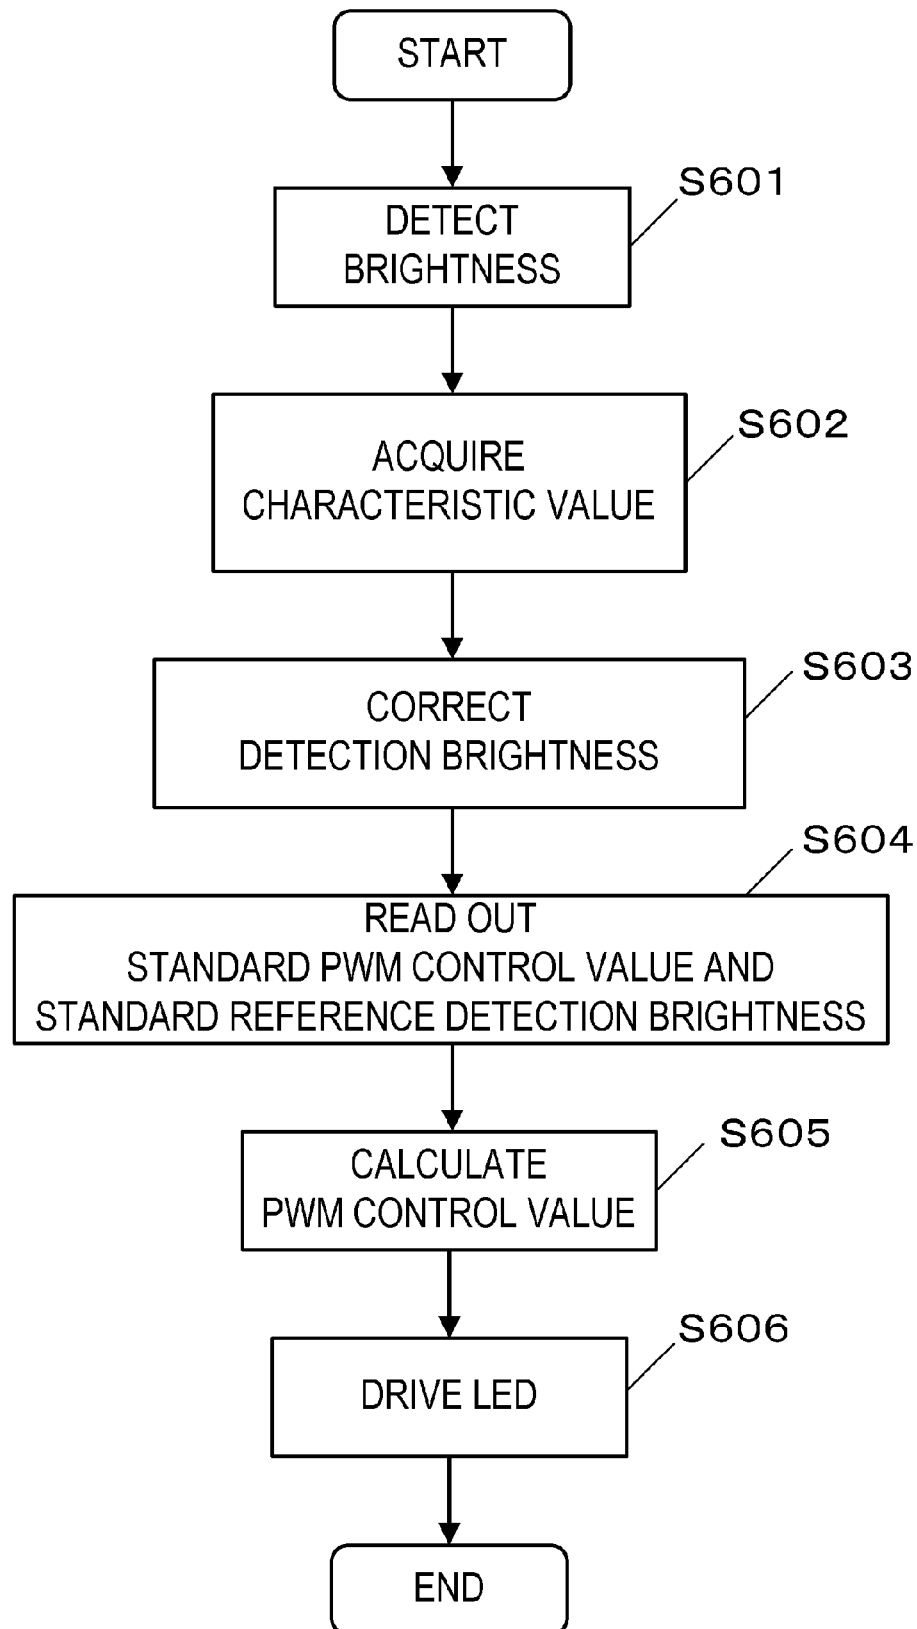 START
S601
DETECT
BRIGHTNESS
S602
ACQUIRE
CHARACTERISTIC VALUE
S603
CORRECT
DETECTION BRIGHTNESS
S604
READ OUT
STANDARD PWM CONTROL VALUE AND
STANDARD REFERENCE DETECTION BRIGHTNESS
S605
CALCULATE
PWM CONTROL VALUE
S606
DRIVE LED
END